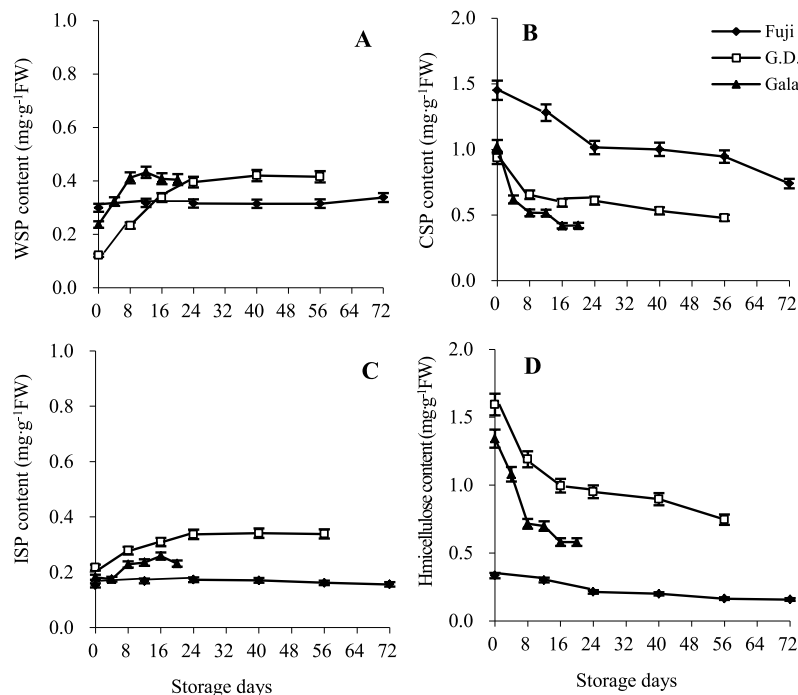 A
WSP content (mg·g⁻¹FW)
1.0
0.8
0.6
0.4
0.2
0.0
0 8 16 24 32 40 48 56 64 72
B
Fuji
G.D.
Gala
CSP content (mg·g⁻¹FW)
2.0
1.5
1.0
0.5
0.0
0 8 16 24 32 40 48 56 64 72
C
ISP content (mg·g⁻¹FW)
1.0
0.8
0.6
0.4
0.2
0.0
0 8 16 24 32 40 48 56 64 72
Storage days
D
Hmicellulose content (mg·g⁻¹FW)
2.0
1.5
1.0
0.5
0.0
0 8 16 24 32 40 48 56 64 72
Storage days